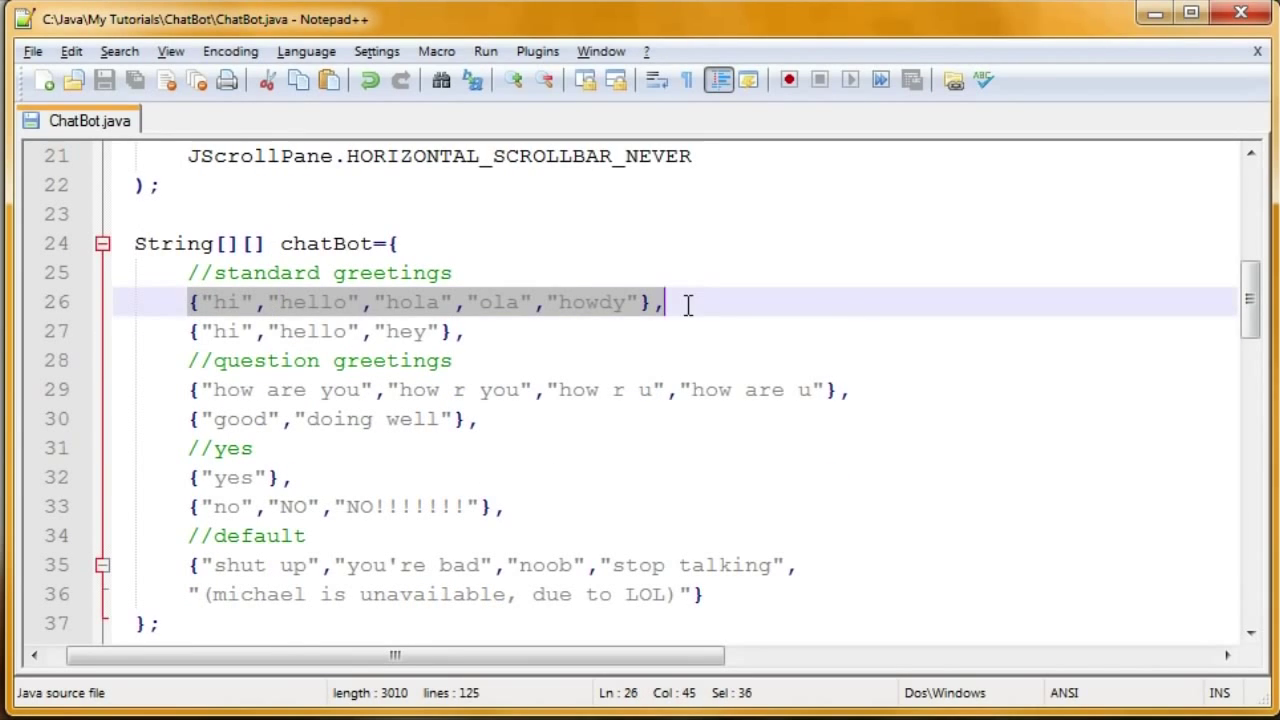 C:\Java\My Tutorials\ChatBot\ChatBot.java - Notepad++
File Edit Search View Encoding Language Settings Macro Run Plugins Window ? X
ABC
ChatBot.java
21 JScrollPane.HORIZONTAL_SCROLLBAR_NEVER
22 );
23
24 String[][] chatBot={
25 //standard greetings
26 {"hi","hello","hola","ola","howdy"},
27 {"hi","hello","hey"},
28 //question greetings
29 {"how are you","how r you","how r u","how are u"},
30 {"good","doing well"},
31 //yes
32 {"yes"},
33 {"no","NO","NO!!!!!!!"},
34 //default
35 {"shut up","you're bad","noob","stop talking",
36 "(michael is unavailable, due to LOL)"}
37 };
Java source file length : 3010 lines : 125 Ln : 26 Col : 45 Sel : 36 Dos\Windows ANSI INS